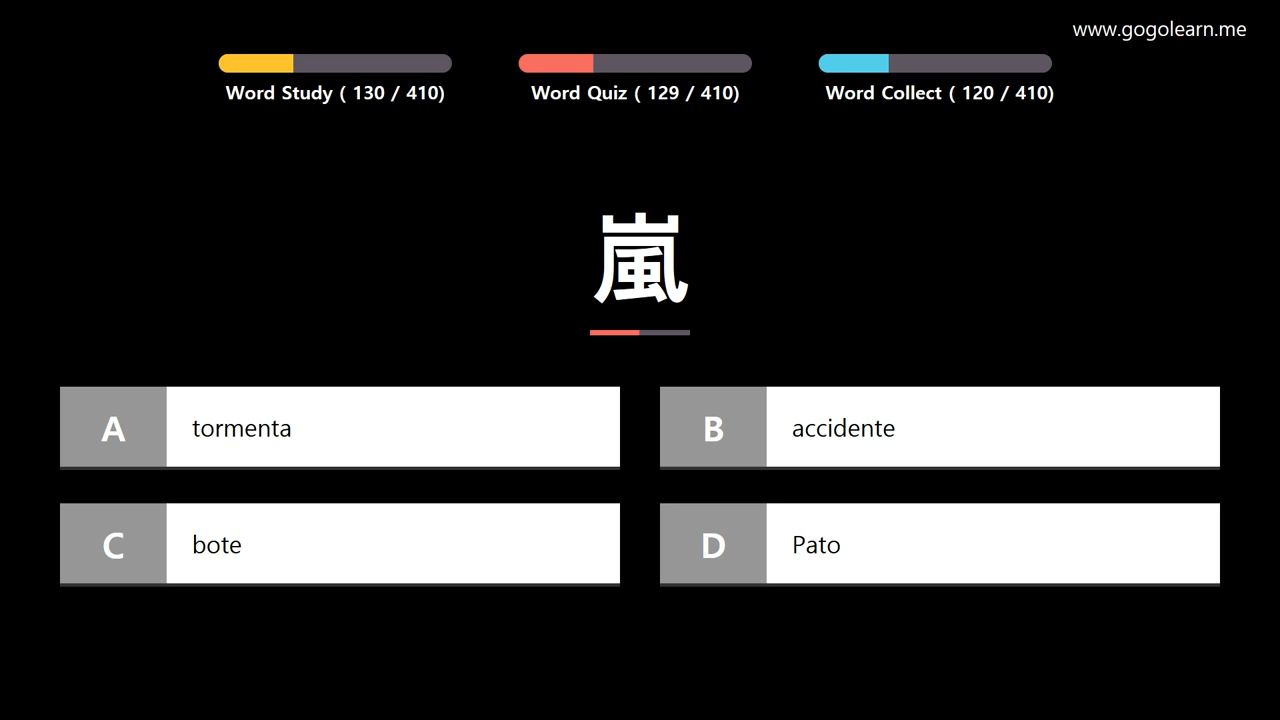 www.gogolearn.me
Word Study ( 130 / 410)
Word Quiz ( 129 / 410)
Word Collect ( 120 / 410)
嵐
A tormenta
B accidente
C bote
D Pato